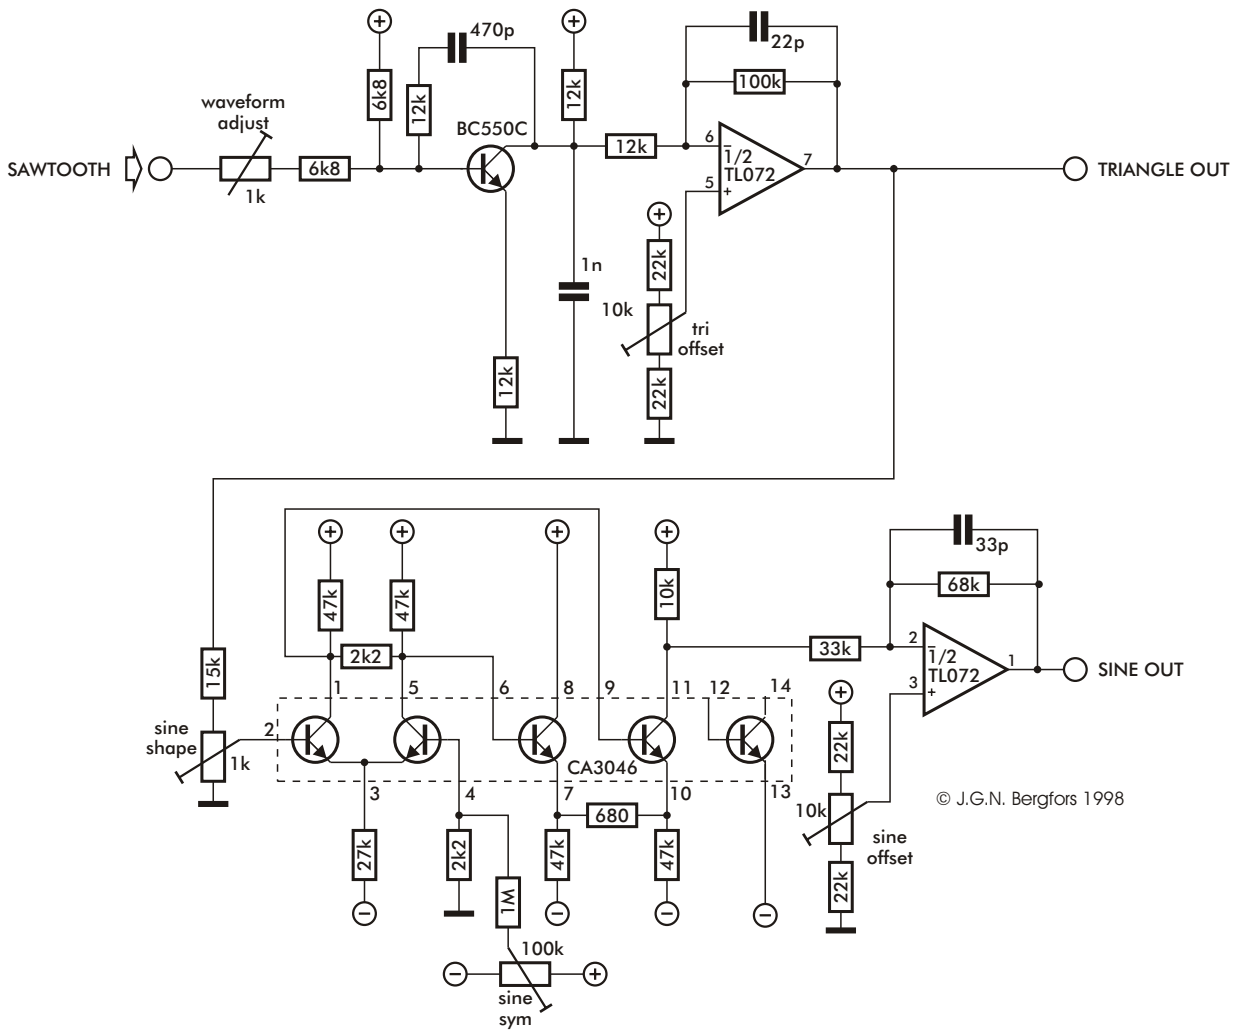 470p
22p
6k8
12k
12k
100k
waveform
adjust
BC550C
SAWTOOTH
6k8
1k
12k
6
−
1/2
TL072
7
5
+
TRIANGLE OUT
+
+
+
1n
22k
10k
tri
offset
12k
22k
+
+
+
+
33p
47k
47k
10k
68k
15k
2k2
33k
2
−
1/2
TL072
1
3
+
SINE OUT
1
5
6
8
9
11
12
14
sine
shape
2
1k
CA3046
+
22k
3
4
7
10
13
10k
sine
offset
© J.G.N. Bergfors 1998
27k
2k2
47k
680
47k
22k
1M
−
−
−
−
100k
−
+
sine
sym